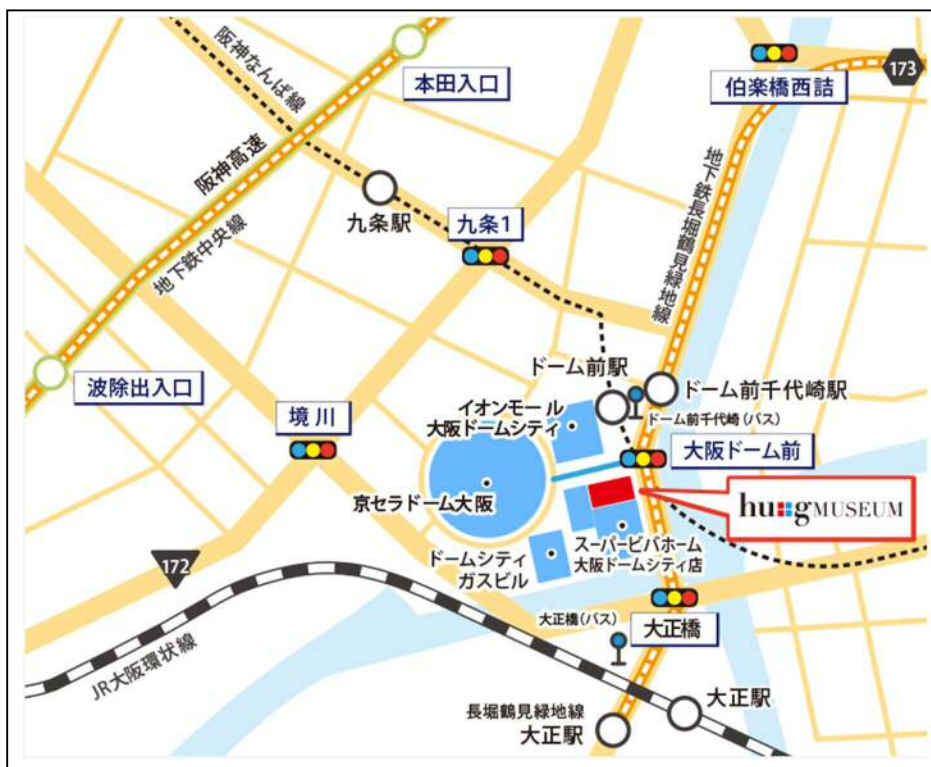 阪神なんば線
本田入口
伯楽橋西詰
173
阪神高速
地下鉄中央線
九条駅
九条1
地下鉄長堀鶴見緑地線
波除出入口
境川
ドーム前駅
ドーム前千代崎駅
イオンモール
大阪ドームシティ
ドーム前千代崎(バス)
大阪ドーム前
京セラドーム大阪
hu::g MUSEUM
ドームシティ
ガスビル
スーパービバホーム
大阪ドームシティ店
172
大正橋(バス)
大正橋
JR大阪環状線
大正駅
長堀鶴見緑地線
大正駅